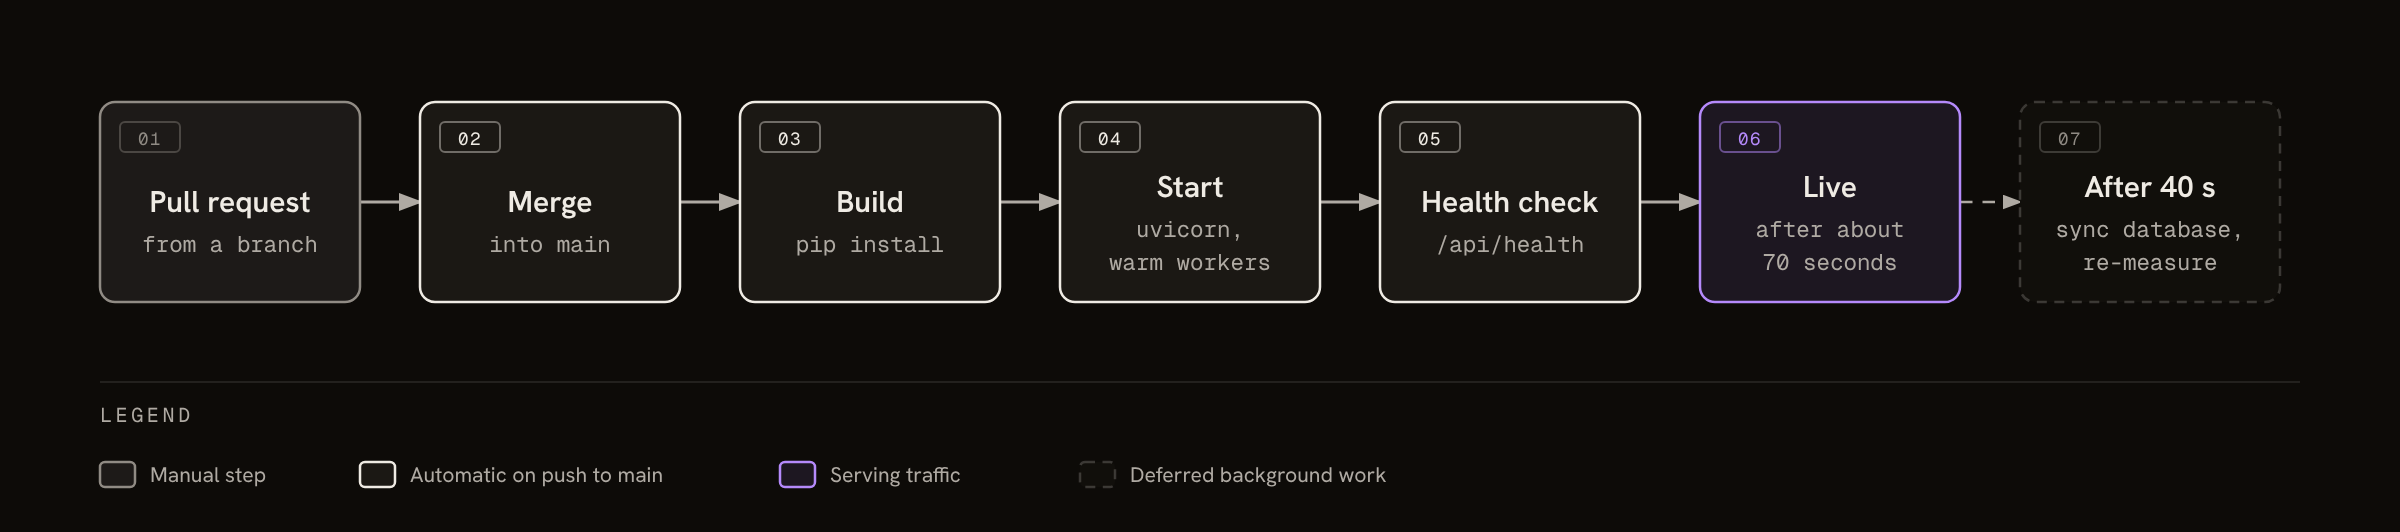 01
Pull request
from a branch
02
Merge
into main
03
Build
pip install
04
Start
uvicorn,
warm workers
05
Health check
/api/health
06
Live
after about
70 seconds
07
After 40 s
sync database,
re-measure
LEGEND
Manual step
Automatic on push to main
Serving traffic
Deferred background work